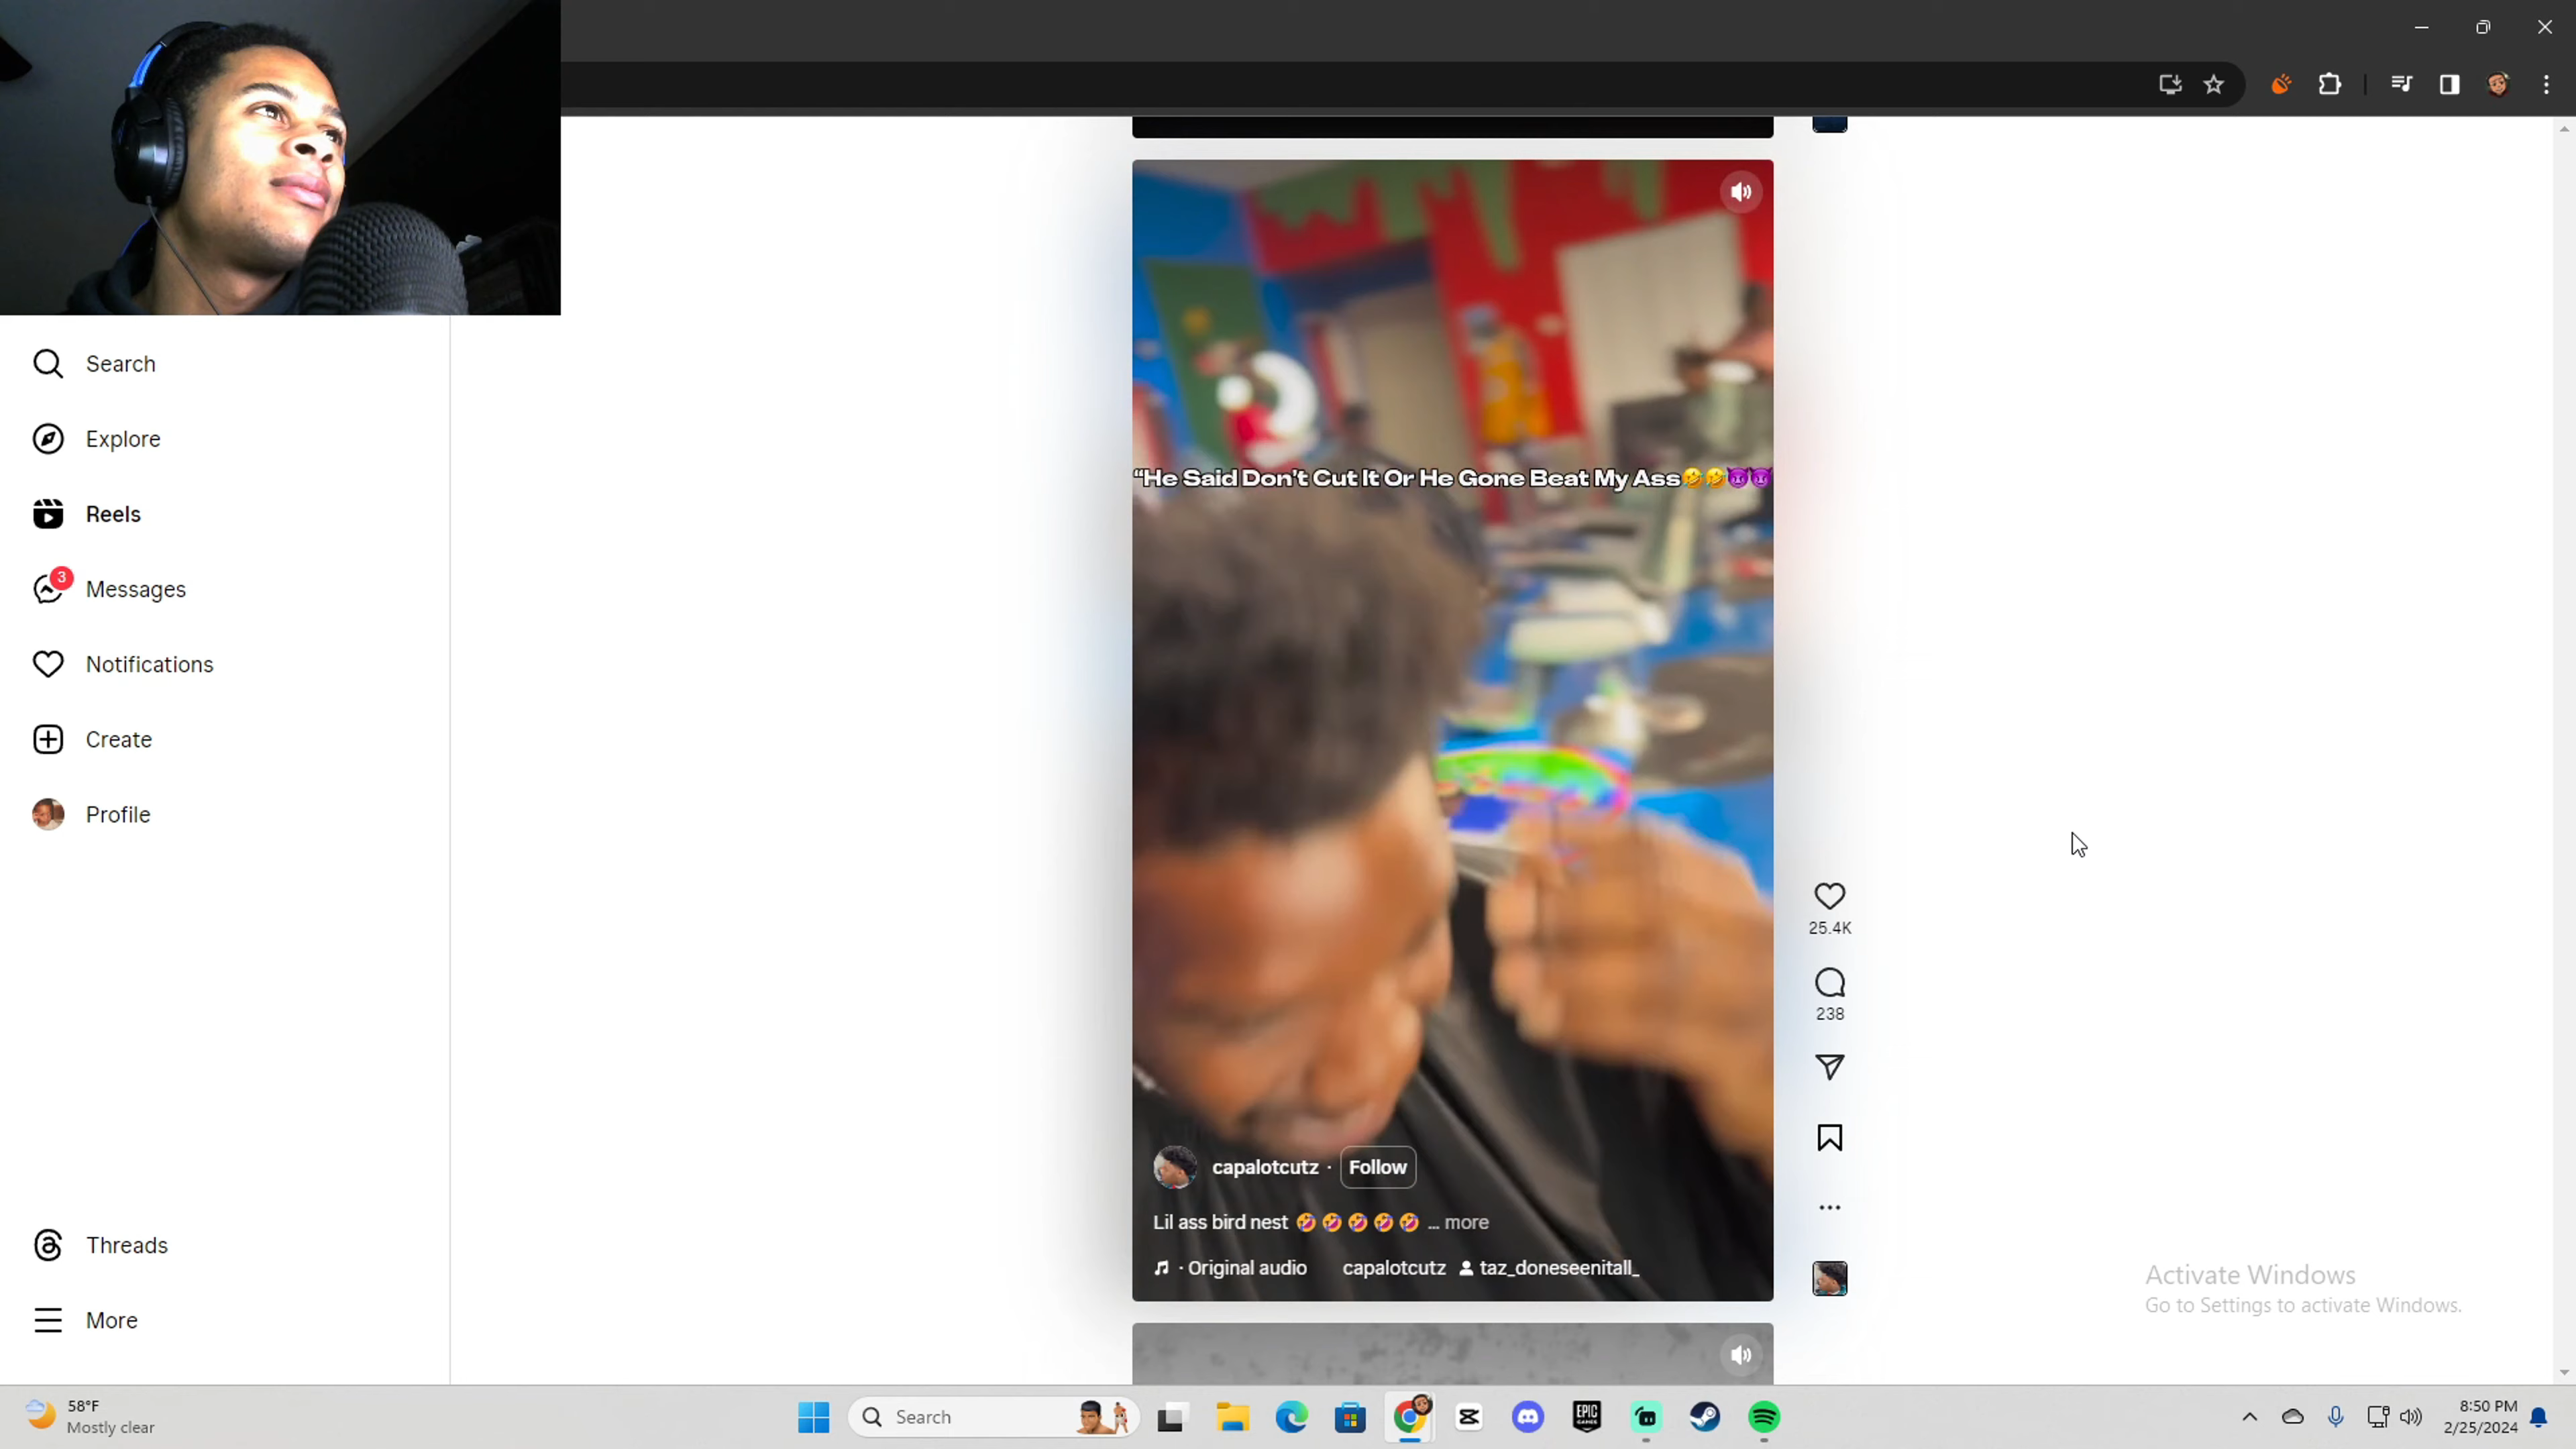 Search
Explore
Reels
3
Messages
Notifications
Create
Profile
Threads
More
“He Said Don’t Cut It Or He Gone Beat My Ass🤣🤣😈😈
capalotcutz · Follow
Lil ass bird nest 🤣🤣🤣🤣🤣 ... more
· Original audio capalotcutz taz_doneseenitall_
25.4K
238
Activate Windows
Go to Settings to activate Windows.
58°F
Mostly clear
Search
EPIC
GAMES
8:50 PM
2/25/2024